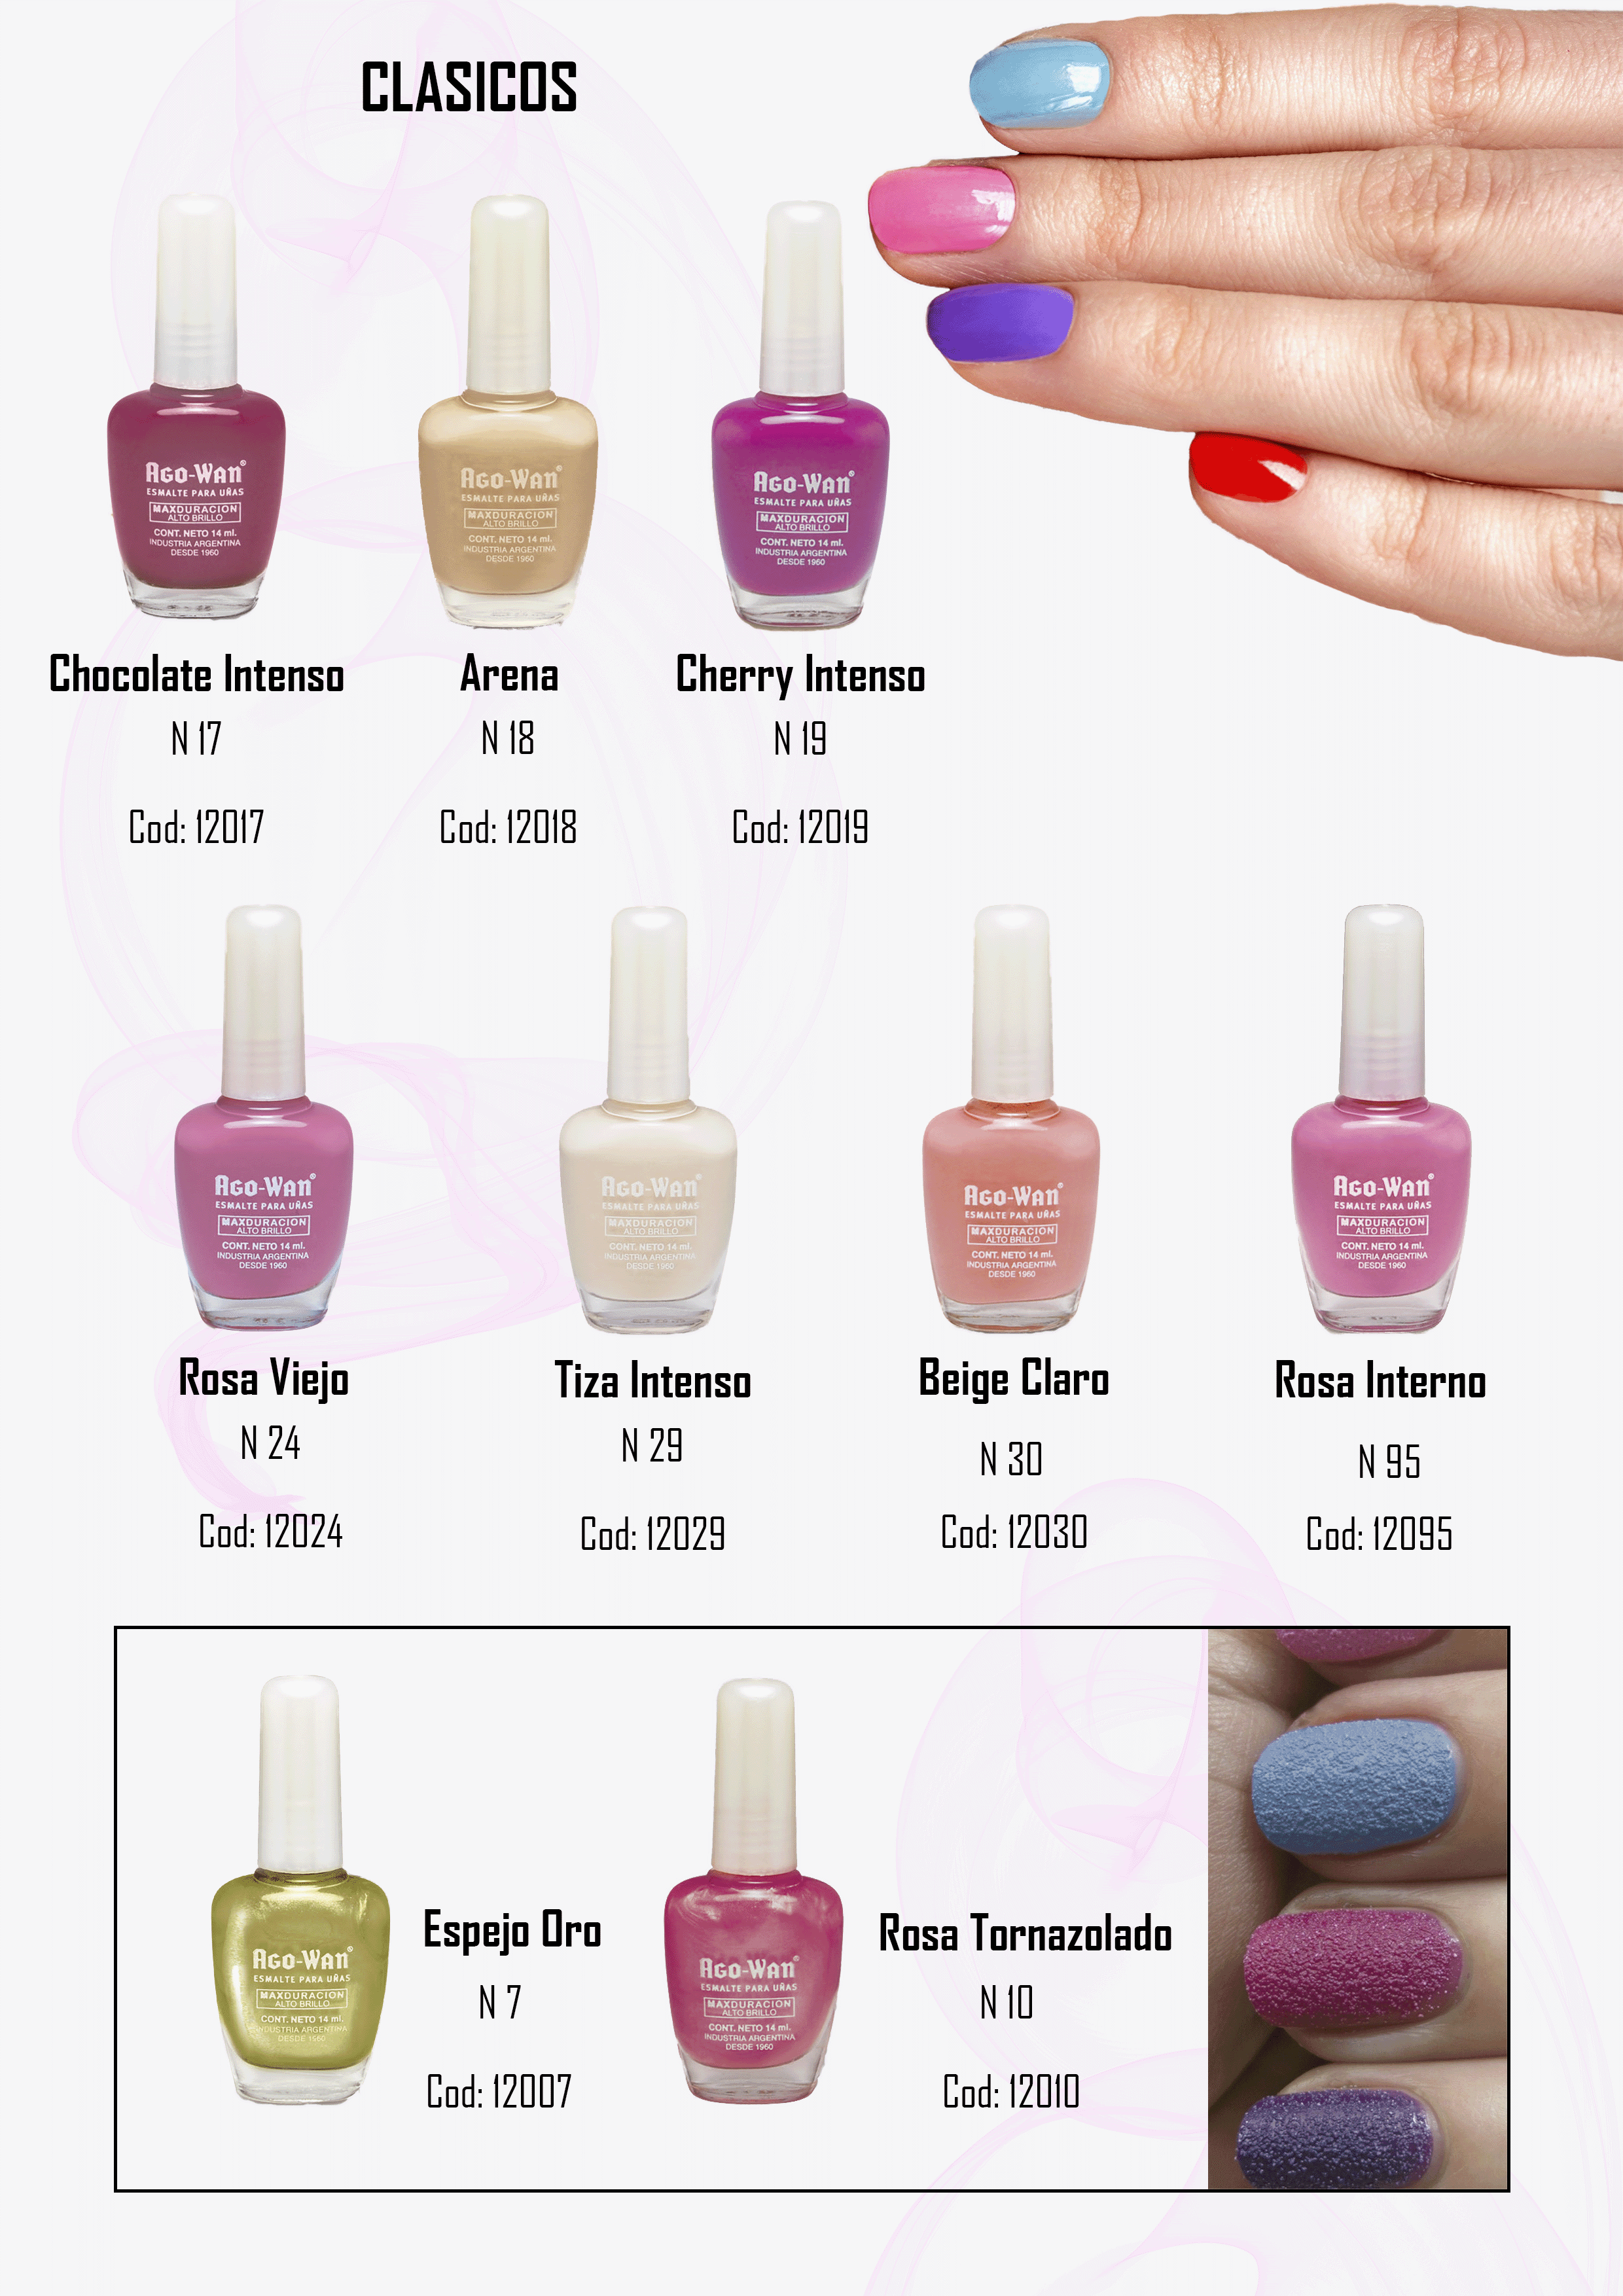 CLASICOS
AGO-WAN®
ESMALTE PARA UÑAS
MAXDURACION
ALTO BRILLO
CONT. NETO 14 ml.
INDUSTRIA ARGENTINA
DESDE 1960
AGO-WAN®
ESMALTE PARA UÑAS
MAXDURACION
ALTO BRILLO
CONT. NETO 14 ml.
INDUSTRIA ARGENTINA
DESDE 1960
AGO-WAN®
ESMALTE PARA UÑAS
MAXDURACION
ALTO BRILLO
CONT. NETO 14 ml.
INDUSTRIA ARGENTINA
DESDE 1960
Chocolate Intenso
N 17
Cod: 12017
Arena
N 18
Cod: 12018
Cherry Intenso
N 19
Cod: 12019
AGO-WAN®
ESMALTE PARA UÑAS
MAXDURACION
ALTO BRILLO
CONT. NETO 14 ml.
INDUSTRIA ARGENTINA
DESDE 1960
AGO-WAN®
ESMALTE PARA UÑAS
MAXDURACION
ALTO BRILLO
CONT. NETO 14 ml.
INDUSTRIA ARGENTINA
DESDE 1960
AGO-WAN®
ESMALTE PARA UÑAS
MAXDURACION
ALTO BRILLO
CONT. NETO 14 ml.
INDUSTRIA ARGENTINA
DESDE 1960
AGO-WAN®
ESMALTE PARA UÑAS
MAXDURACION
ALTO BRILLO
CONT. NETO 14 ml.
INDUSTRIA ARGENTINA
DESDE 1960
Rosa Viejo
N 24
Cod: 12024
Tiza Intenso
N 29
Cod: 12029
Beige Claro
N 30
Cod: 12030
Rosa Interno
N 95
Cod: 12095
AGO-WAN®
ESMALTE PARA UÑAS
MAXDURACION
ALTO BRILLO
CONT. NETO 14 ml.
INDUSTRIA ARGENTINA
DESDE 1960
Espejo Oro
N 7
Cod: 12007
AGO-WAN®
ESMALTE PARA UÑAS
MAXDURACION
ALTO BRILLO
CONT. NETO 14 ml.
INDUSTRIA ARGENTINA
DESDE 1960
Rosa Tornazolado
N 10
Cod: 12010